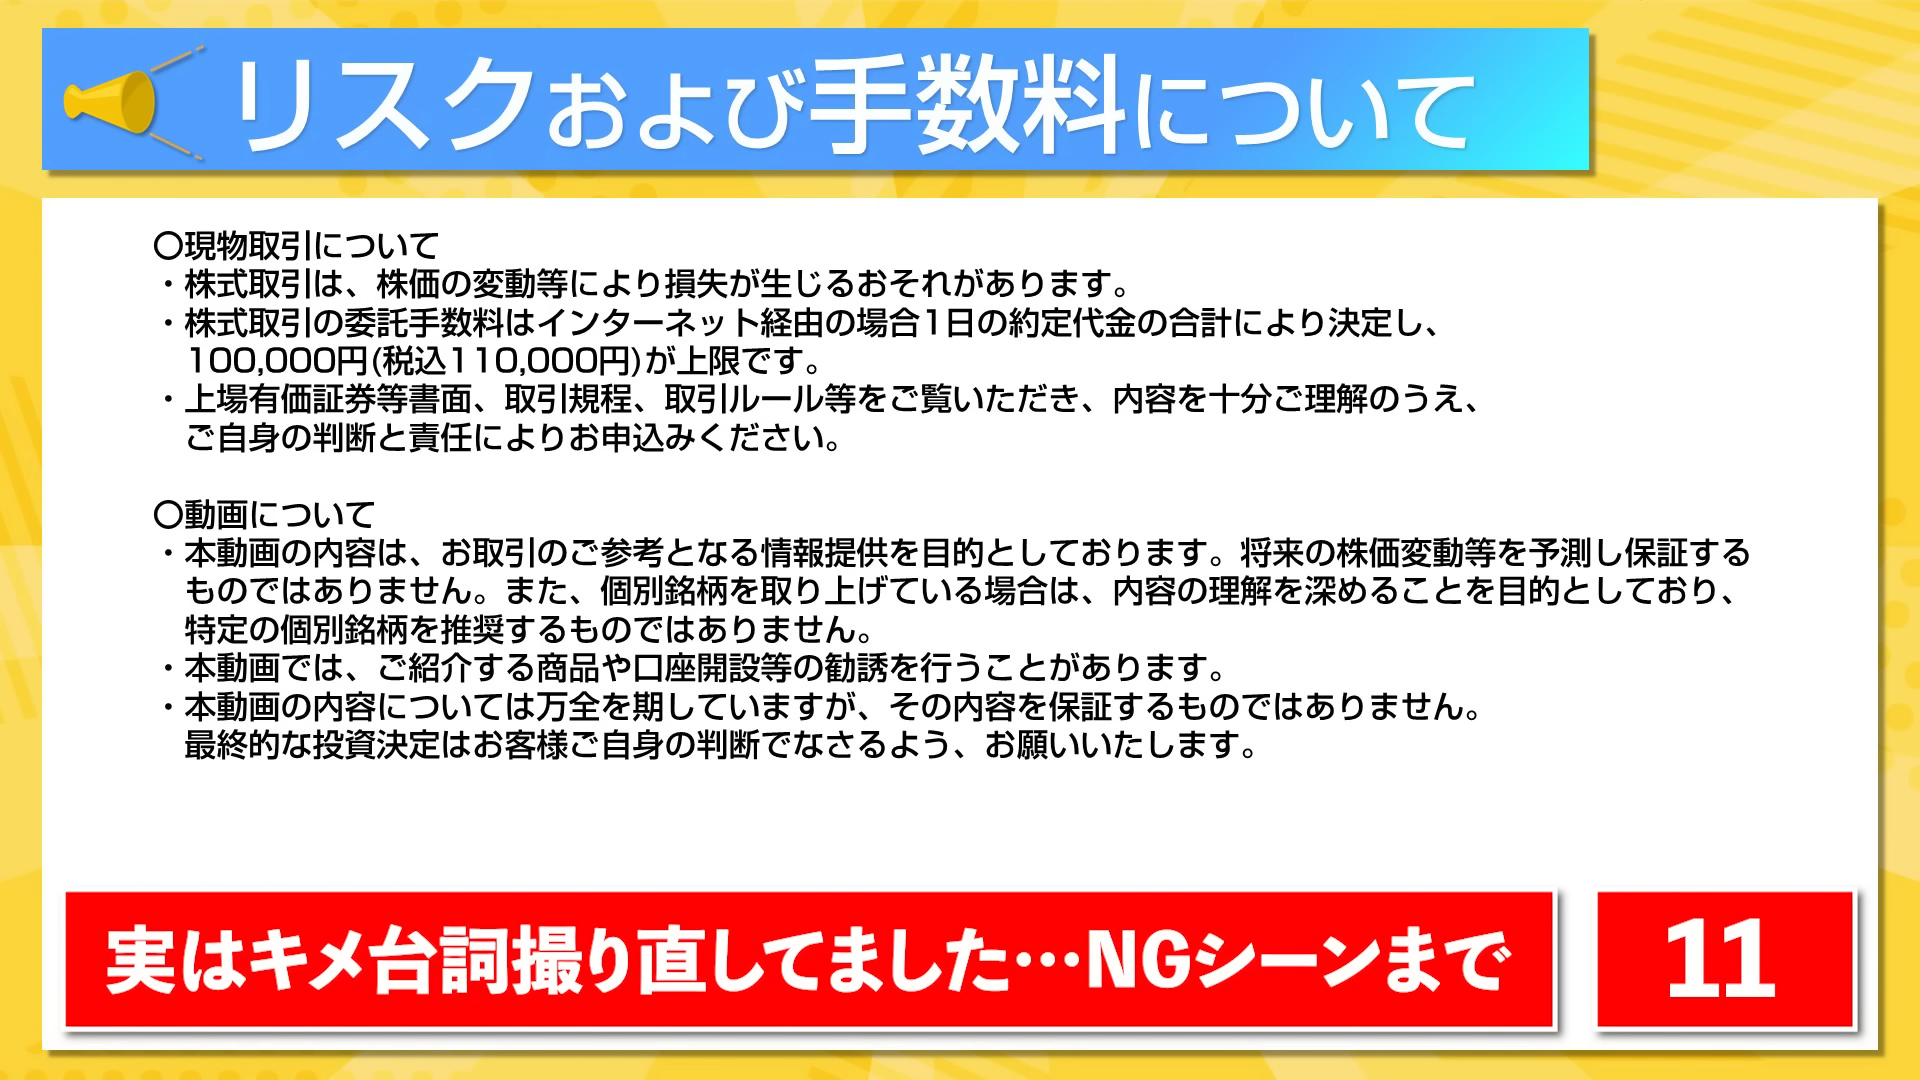 リスクおよび手数料について
〇現物取引について
・株式取引は、株価の変動等により損失が生じるおそれがあります。
・株式取引の委託手数料はインターネット経由の場合1日の約定代金の合計により決定し、
100,000円(税込110,000円)が上限です。
・上場有価証券等書面、取引規程、取引ルール等をご覧いただき、内容を十分ご理解のうえ、
ご自身の判断と責任によりお申込みください。
〇動画について
・本動画の内容は、お取引のご参考となる情報提供を目的としております。将来の株価変動等を予測し保証する
ものではありません。また、個別銘柄を取り上げている場合は、内容の理解を深めることを目的としており、
特定の個別銘柄を推奨するものではありません。
・本動画では、ご紹介する商品や口座開設等の勧誘を行うことがあります。
・本動画の内容については万全を期していますが、その内容を保証するものではありません。
最終的な投資決定はお客様ご自身の判断でなさるよう、お願いいたします。
実はキメ台詞撮り直してました…NGシーンまで
11